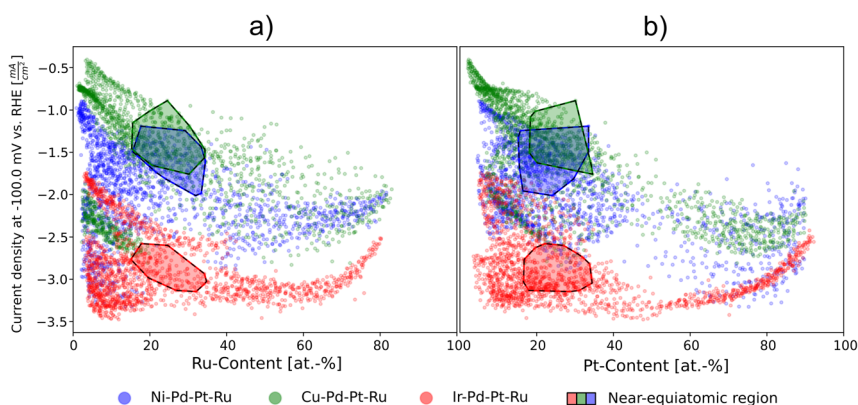 a)
b)
Current density at -100.0 mV vs. RHE [mA/cm²]
−0.5
−1.0
−1.5
−2.0
−2.5
−3.0
−3.5
0
20
40
60
80
100
20
40
60
80
100
Ru-Content [at.-%]
Pt-Content [at.-%]
Ni-Pd-Pt-Ru
Cu-Pd-Pt-Ru
Ir-Pd-Pt-Ru
Near-equiatomic region